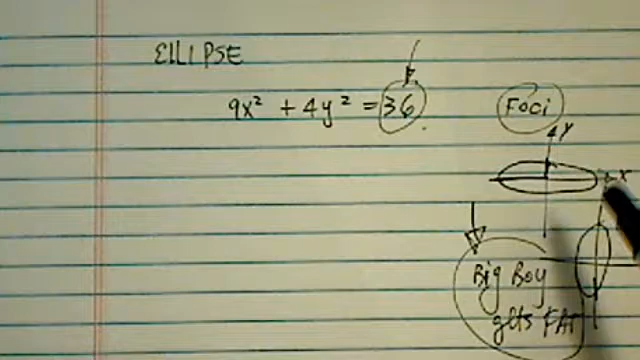 ELLIPSE
9x² + 4y² = 36
Foci
y
x
Big Boy
gets FAT